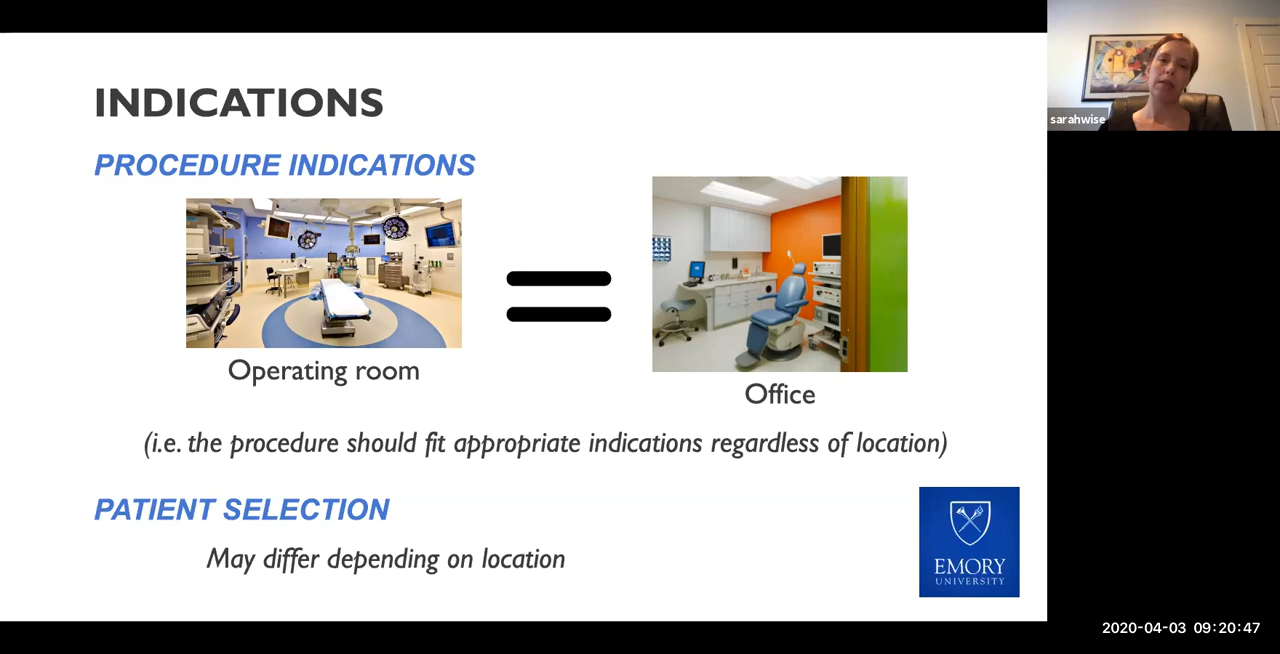 INDICATIONS
PROCEDURE INDICATIONS
Operating room
Office
(i.e. the procedure should fit appropriate indications regardless of location)
PATIENT SELECTION
May differ depending on location
EMORY
UNIVERSITY
sarahwise
2020-04-03 09:20:47